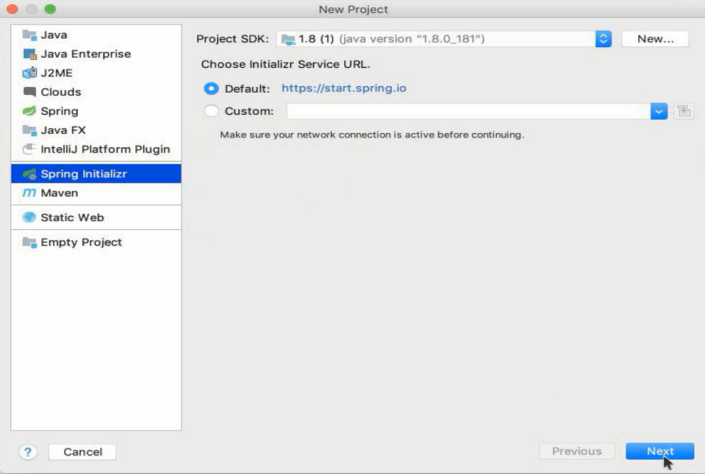 New Project
Java
Java Enterprise
J2ME
Clouds
Spring
Java FX
IntelliJ Platform Plugin
Spring Initializr
Maven
Static Web
Empty Project
Project SDK: 1.8 (1) (java version "1.8.0_181") New...
Choose Initializr Service URL.
Default: https://start.spring.io
Custom:
Make sure your network connection is active before continuing.
? Cancel Previous Next